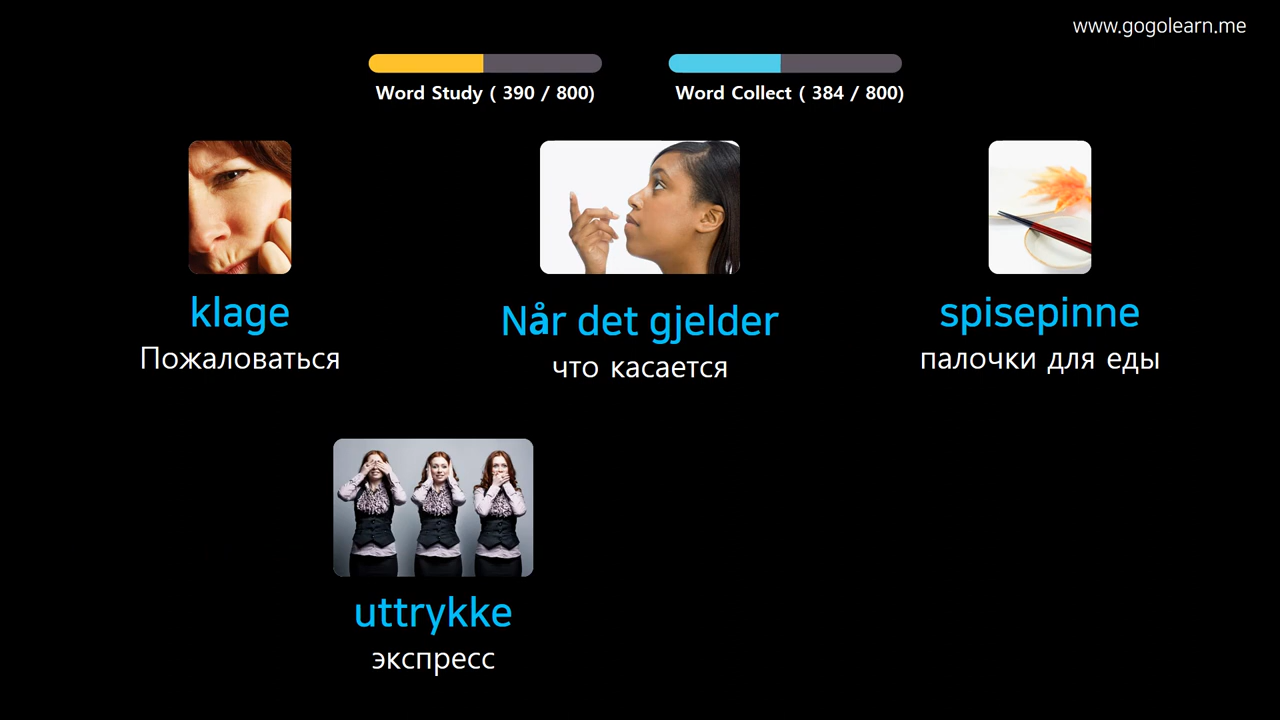 www.gogolearn.me
Word Study ( 390 / 800)
Word Collect ( 384 / 800)
klage
Пожаловаться
Når det gjelder
что касается
spisepinne
палочки для еды
uttrykke
экспресс